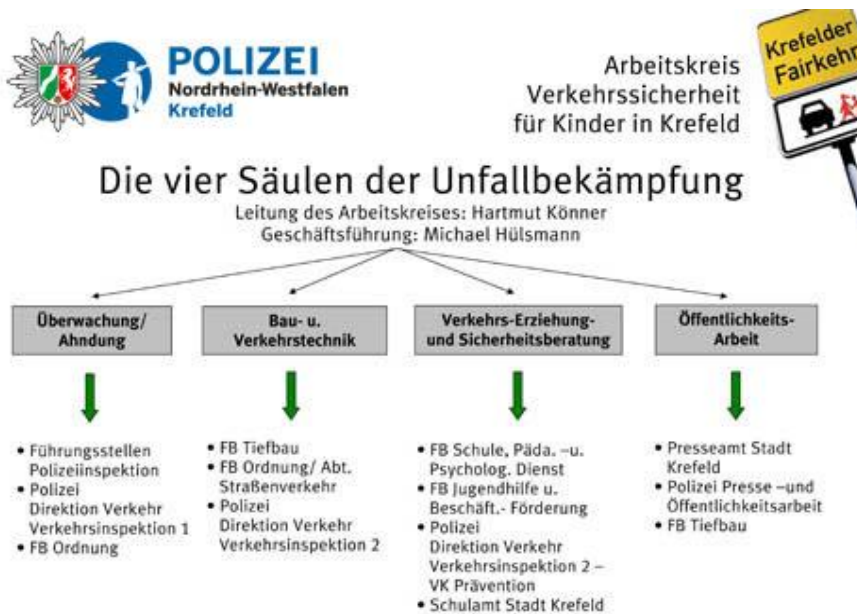 POLIZEI
Nordrhein-Westfalen
Krefeld
Arbeitskreis
Verkehrssicherheit
für Kinder in Krefeld
Krefelder
Fairkehr
Die vier Säulen der Unfallbekämpfung
Leitung des Arbeitskreises: Hartmut Könner
Geschäftsführung: Michael Hülsmann
Überwachung/
Ahndung
• Führungsstellen
Polizeiinspektion
• Polizei
Direktion Verkehr
Verkehrsinspektion 1
• FB Ordnung
Bau- u.
Verkehrstechnik
• FB Tiefbau
• FB Ordnung/ Abt.
Straßenverkehr
• Polizei
Direktion Verkehr
Verkehrsinspektion 2
Verkehrs-Erziehung-
und Sicherheitsberatung
• FB Schule, Päda. –u.
Psycholog. Dienst
• FB Jugendhilfe u.
Beschäft.- Förderung
• Polizei
Direktion Verkehr
Verkehrsinspektion 2 –
VK Prävention
• Schulamt Stadt Krefeld
Öffentlichkeits-
Arbeit
• Presseamt Stadt
Krefeld
• Polizei Presse –und
Öffentlichkeitsarbeit
• FB Tiefbau